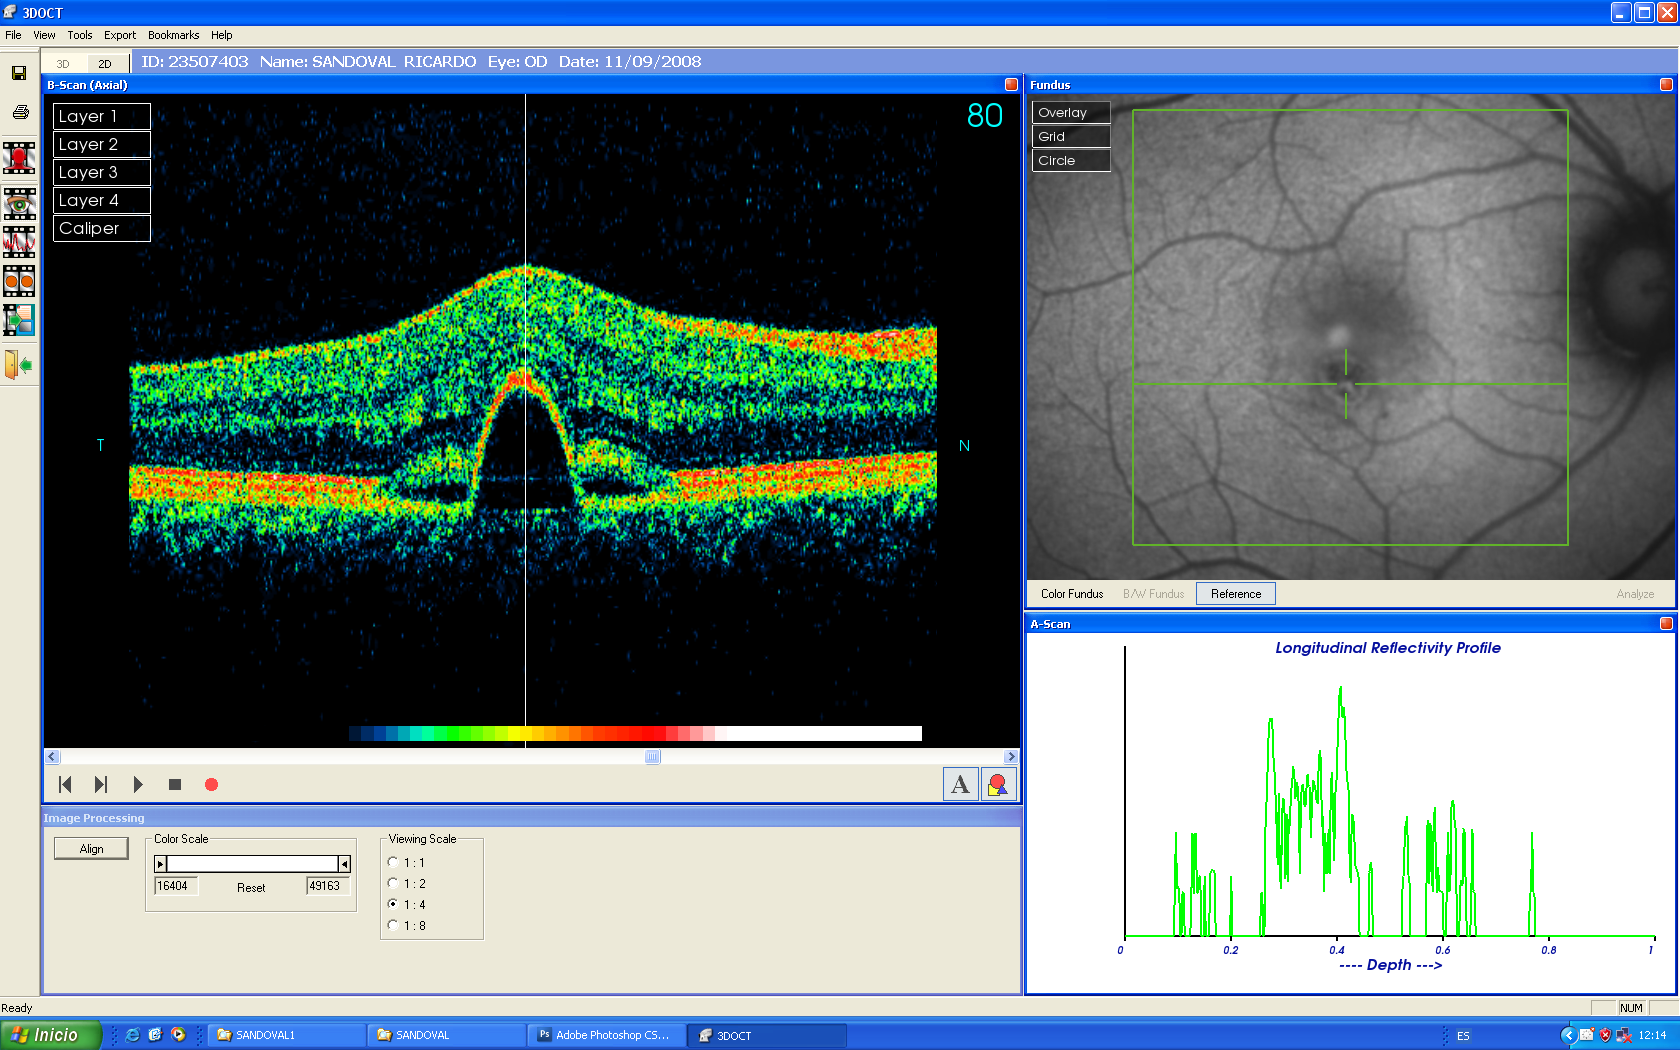 3DOCT
File View Tools Export Bookmarks Help
3D 2D ID: 23507403 Name: SANDOVAL RICARDO Eye: OD Date: 11/09/2008
B-Scan (Axial)
Layer 1
Layer 2
Layer 3
Layer 4
Caliper
80
T
N
A
Fundus
Overlay
Grid
Circle
Color Fundus B/W Fundus Reference Analyze
A-Scan
Longitudinal Reflectivity Profile
0 0.2 0.4 0.6 0.8 1
---- Depth --->
Image Processing
Align
Color Scale
16404 Reset 49163
Viewing Scale
1 : 1
1 : 2
1 : 4
1 : 8
Ready
NUM
Inicio
SANDOVAL1
SANDOVAL
Ps Adobe Photoshop CS...
3DOCT
ES
12:14